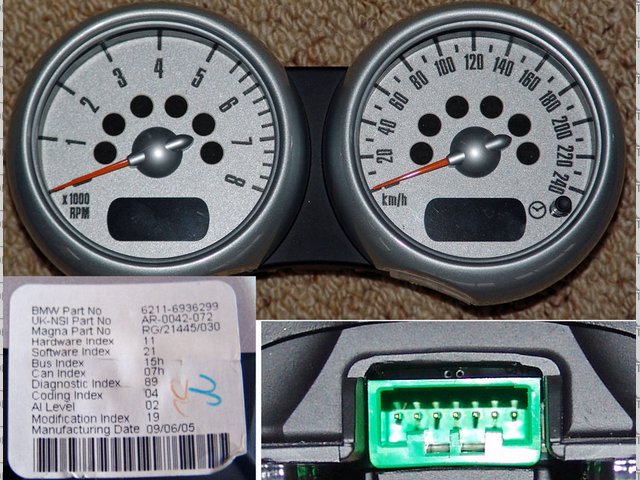 1 2 3 4 5 6 7 8
x1000
RPM
20 40 60 80 100 120 140 160 180 200 220 240
km/h
BMW Part No 6211-6936299
UK-NSI Part No AR-0042-072
Magna Part No RG/21445/030
Hardware Index 11
Software Index 21
Bus Index 15h
Can Index 07h
Diagnostic Index 89
Coding Index 04
AI Level 02
Modification Index 19
Manufacturing Date 09/06/05